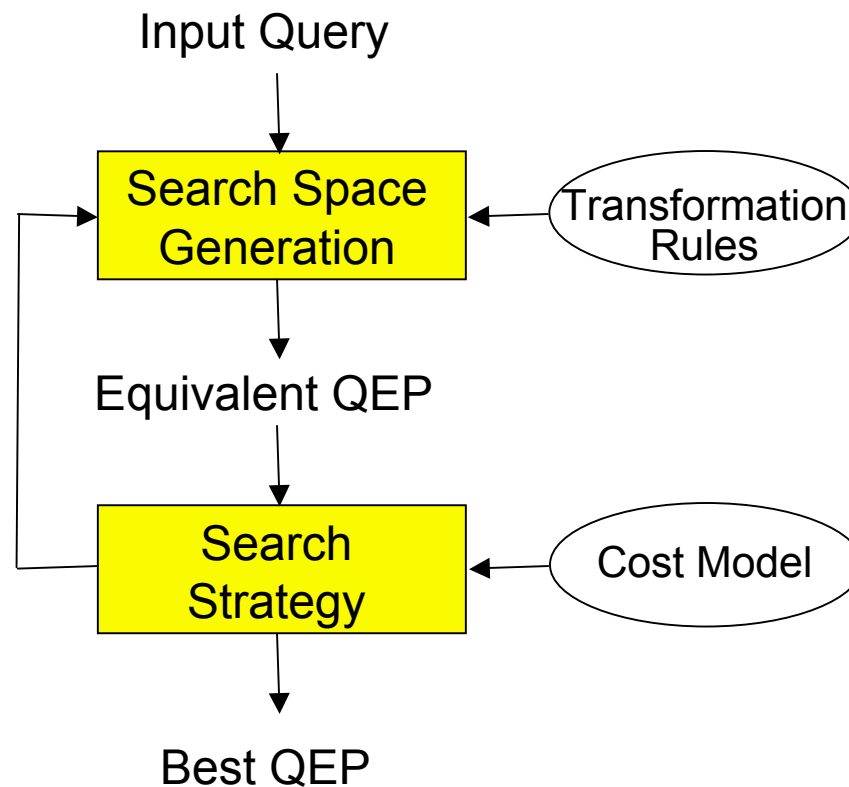 Input Query
Search Space
Generation
Transformation
Rules
Equivalent QEP
Search
Strategy
Cost Model
Best QEP